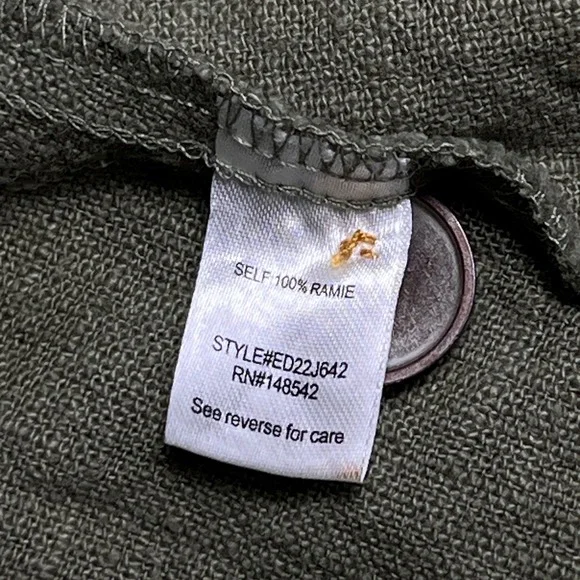 SELF 100% RAMIE
STYLE#ED22J642
RN#148542
See reverse for care